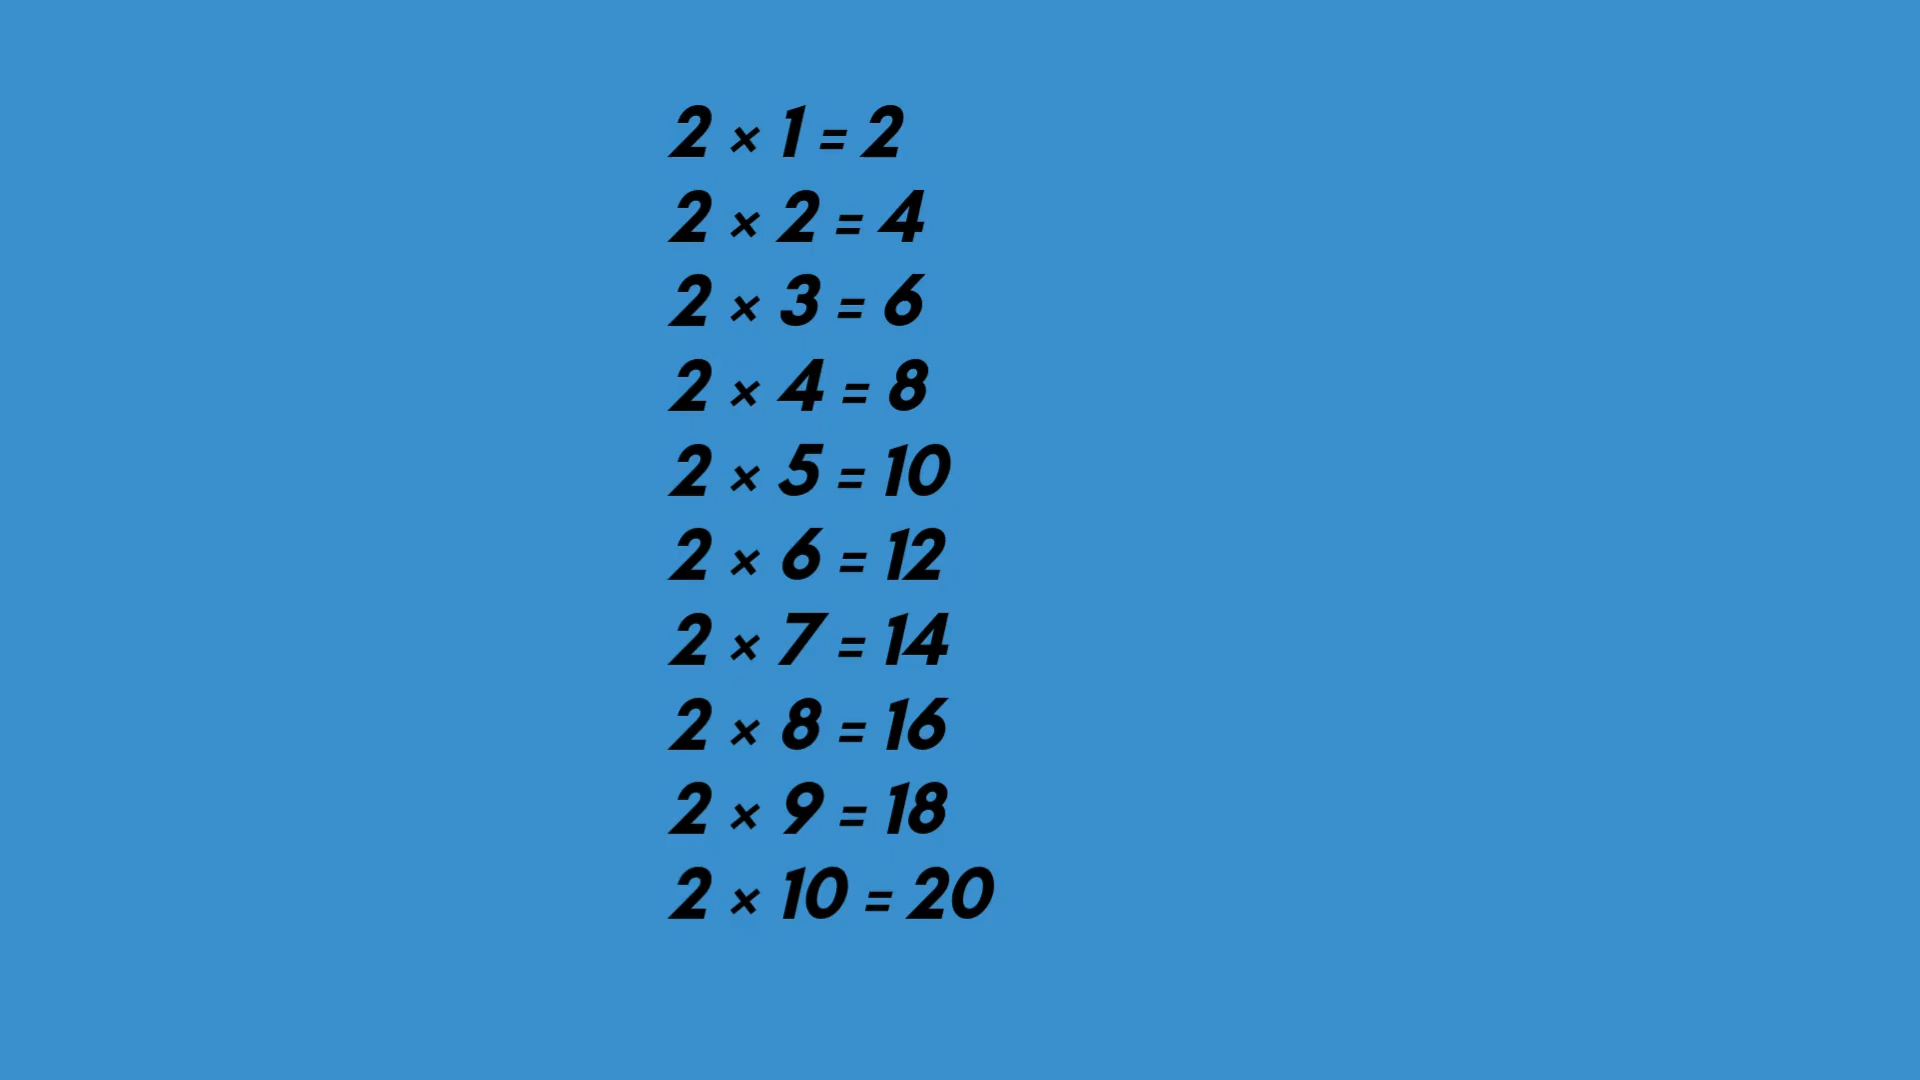 2 × 1 = 2
2 × 2 = 4
2 × 3 = 6
2 × 4 = 8
2 × 5 = 10
2 × 6 = 12
2 × 7 = 14
2 × 8 = 16
2 × 9 = 18
2 × 10 = 20